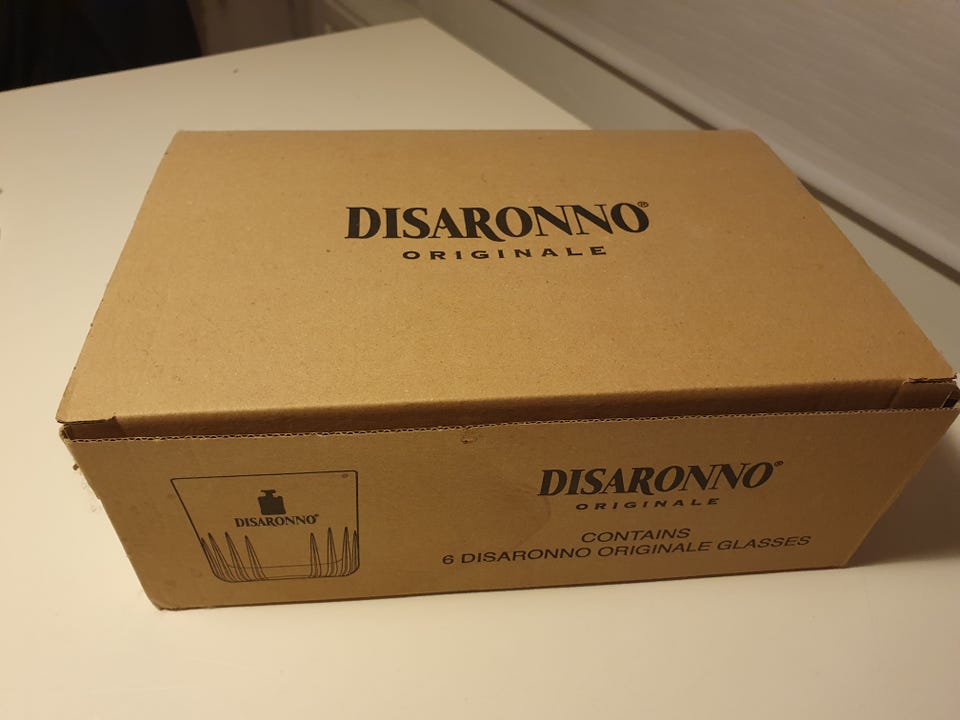 DISARONNO®
ORIGINALE
DISARONNO®
DISARONNO®
ORIGINALE
CONTAINS
6 DISARONNO ORIGINALE GLASSES